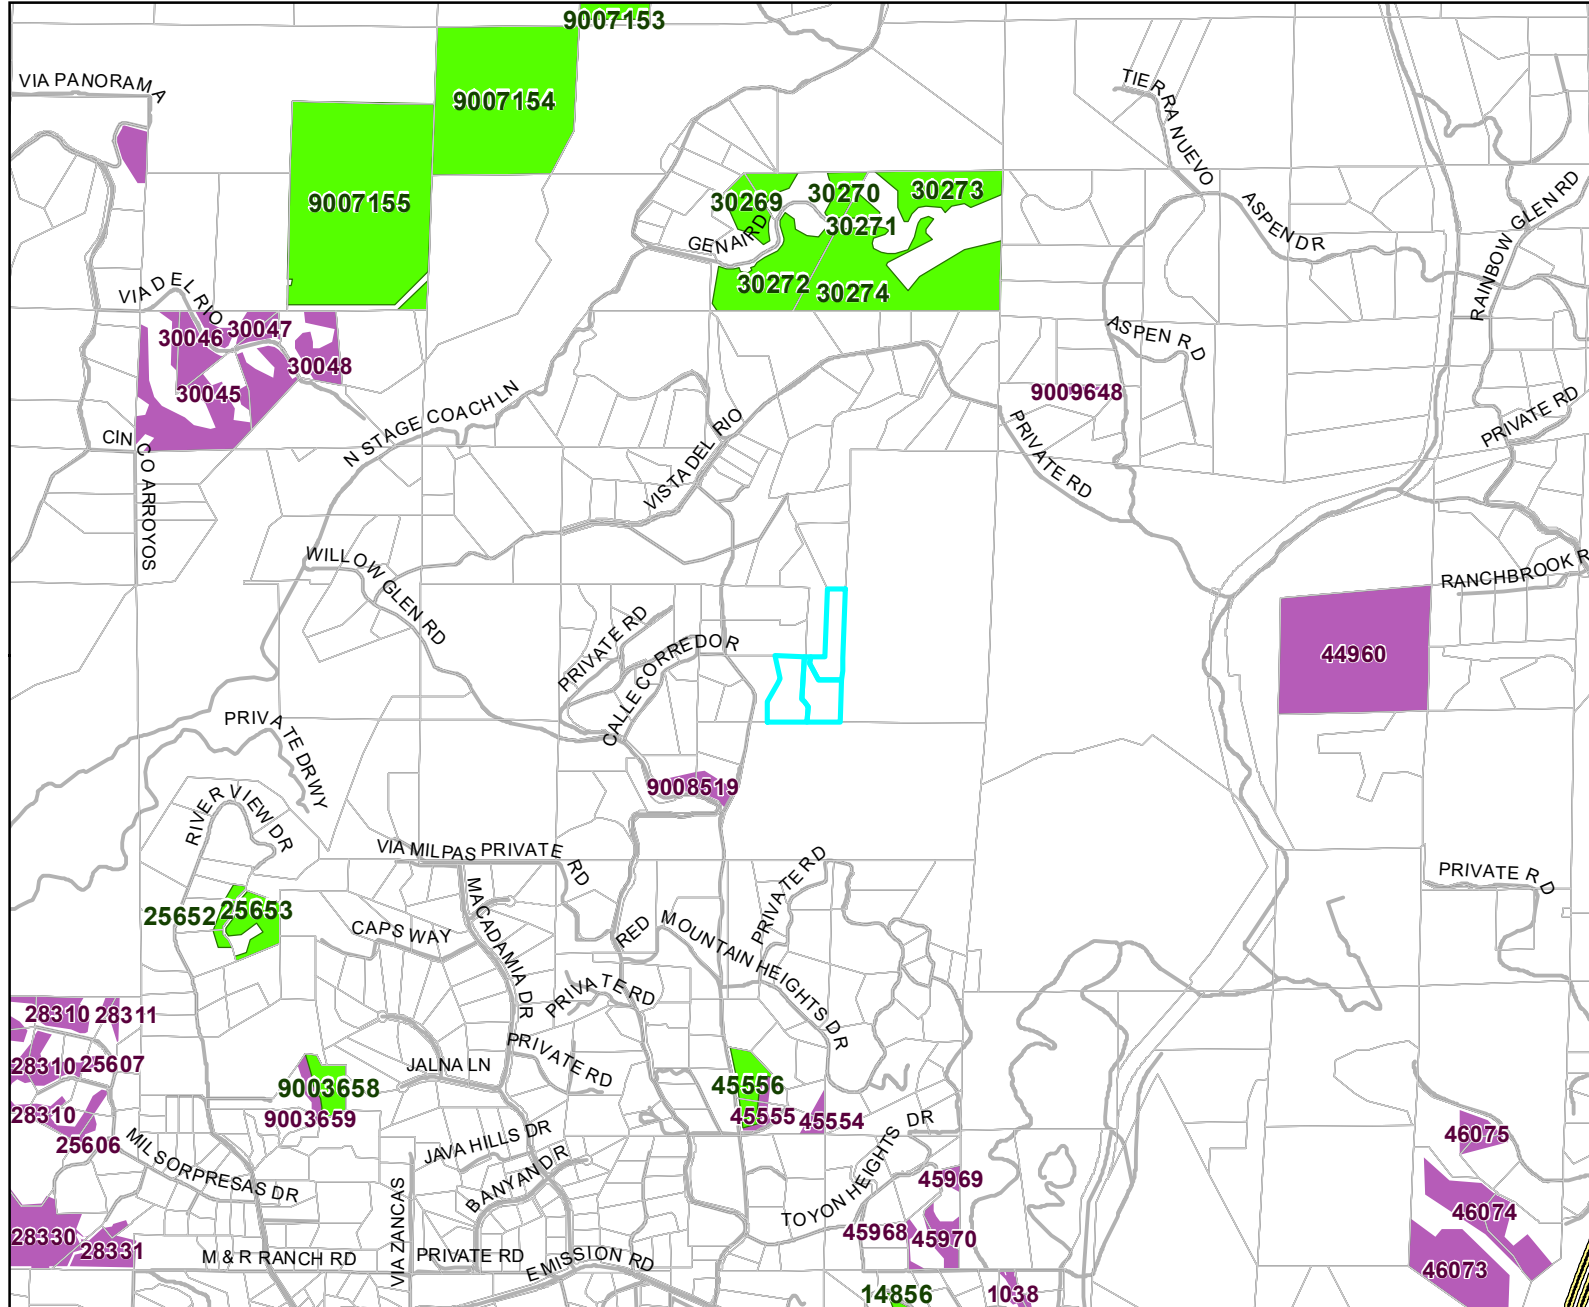 9007153
VIA PANORAMA
9007154
TIERRA NUEVO
9007155
30269
30270
30273
30271
GENAIRD
ASPEN DR
RAINBOW GLEN RD
30272
30274
VIA DEL RIO
30046
30047
30048
30045
ASPEN RD
9009648
N STAGE COACH LN
VISTA DEL RIO
PRIVATE RD
PRIVATE RD
CINCO ARROYOS
WILLOW GLEN RD
RANCHBROOK R
PRIVATE RD
CALLE CORREDOR
44960
PRIVATE DRWY
9008519
RIVER VIEW DR
VIA MILPAS
PRIVATE RD
PRIVATE RD
PRIVATE RD
25652
25653
MACADAMIA DR
CAPS WAY
RED MOUNTAIN HEIGHTS DR
PRIVATE RD
28310
28311
28310
25607
JALNA LN
PRIVATE RD
9003658
9003659
45556
45555
45554
28310
25606
MIL SORPRESAS DR
JAVA HILLS DR
BANYAN DR
TOYON HEIGHTS DR
46075
45969
46074
VIA ZANCAS
45968
45970
28330
28331
M & R RANCH RD
PRIVATE RD
E MISSION RD
46073
14856
1038